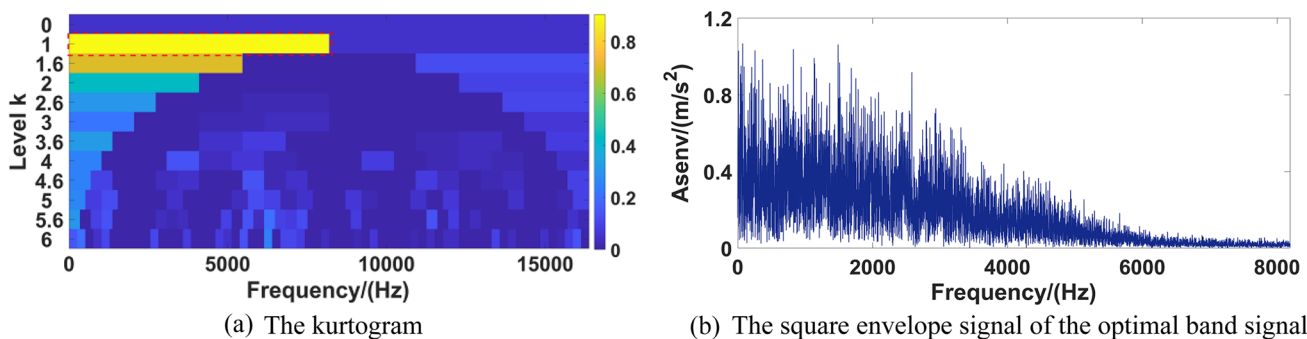 0
1
1.6
2
2.6
3
3.6
4
4.6
5
5.6
6
Level k
0 5000 10000 15000
Frequency/(Hz)
0.8
0.6
0.4
0.2
0
(a) The kurtogram
1.2
0.8
0.4
0
Asenv/(m/s²)
0 2000 4000 6000 8000
Frequency/(Hz)
(b) The square envelope signal of the optimal band signal